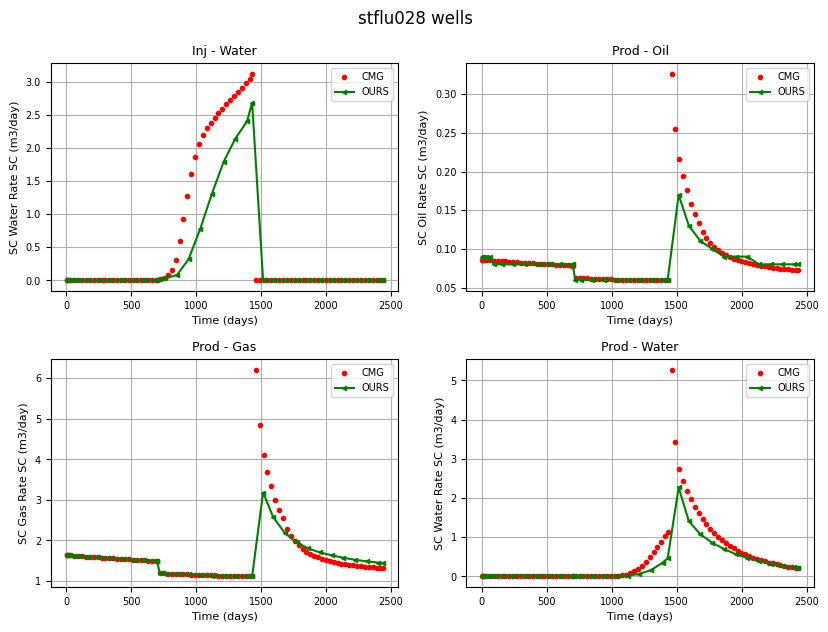 stflu028 wells
Inj - Water
SC Water Rate SC (m3/day)
3.0
2.5
2.0
1.5
1.0
0.5
0.0
CMG
OURS
0 500 1000 1500 2000 2500
Time (days)
Prod - Oil
SC Oil Rate SC (m3/day)
0.30
0.25
0.20
0.15
0.10
0.05
CMG
OURS
0 500 1000 1500 2000 2500
Time (days)
Prod - Gas
SC Gas Rate SC (m3/day)
6
5
4
3
2
1
CMG
OURS
0 500 1000 1500 2000 2500
Time (days)
Prod - Water
SC Water Rate SC (m3/day)
5
4
3
2
1
0
CMG
OURS
0 500 1000 1500 2000 2500
Time (days)